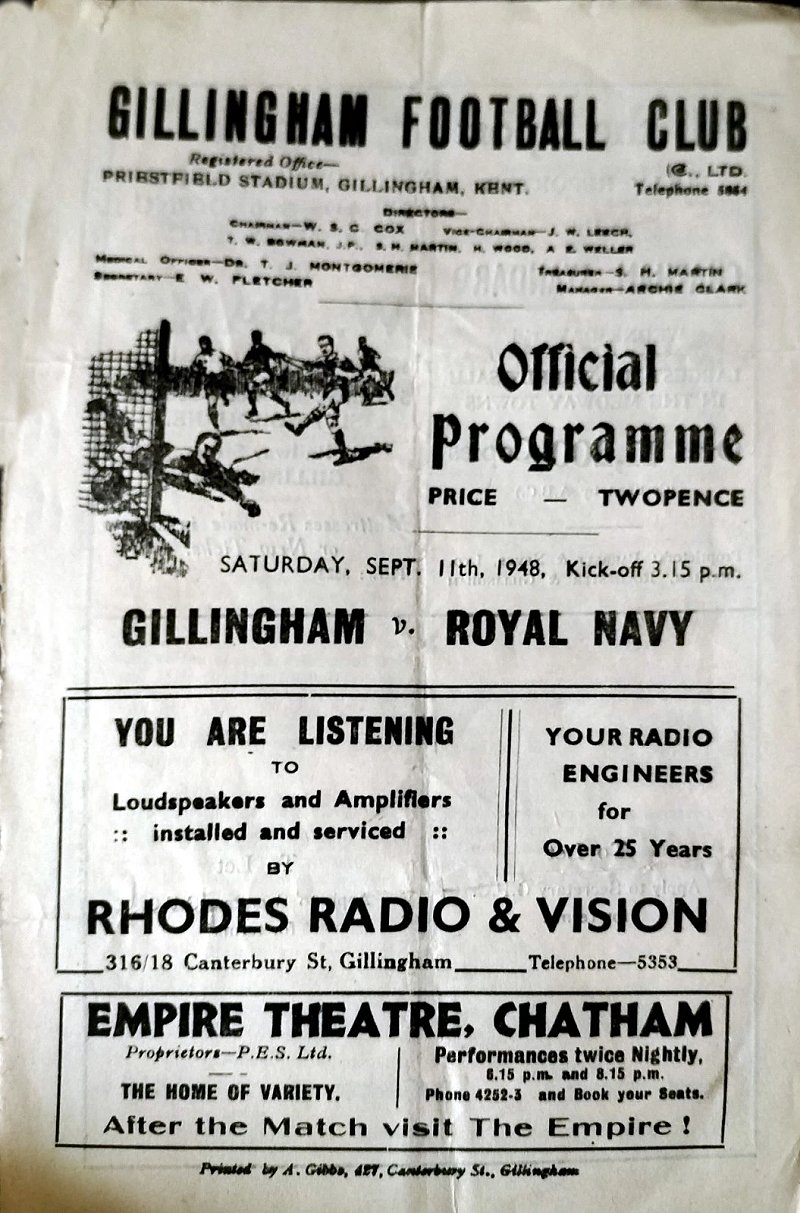 GILLINGHAM FOOTBALL CLUB
Registered Office—
PRIESTFIELD STADIUM, GILLINGHAM, KENT.
LTD.
Telephone 5864
DIRECTORS—
CHAIRMAN—W. S. C. COX VICE-CHAIRMAN—J. W. LEECH,
T. W. BOWMAN, J.P., S. H. MARTIN, H. WOOD, A E. WELLER
MEDICAL OFFICER—DR. T. J. MONTGOMERIE
TREASURER—S. H. MARTIN
SECRETARY—E. W. FLETCHER
MANAGER—ARCHIE CLARK
Official
Programme
PRICE — TWOPENCE
SATURDAY, SEPT. 11th, 1948, Kick-off 3.15 p.m.
GILLINGHAM v. ROYAL NAVY
YOU ARE LISTENING
TO
Loudspeakers and Amplifiers
:: installed and serviced ::
BY
YOUR RADIO
ENGINEERS
for
Over 25 Years
RHODES RADIO & VISION
316/18 Canterbury St, Gillingham Telephone—5353
EMPIRE THEATRE, CHATHAM
Proprietors—P.E.S. Ltd.
THE HOME OF VARIETY.
Performances twice Nightly,
6.15 p.m. and 8.15 p.m.
Phone 4252-3 and Book your Seats.
After the Match visit The Empire !
Printed by A. Gibbs, 427, Canterbury St., Gillingham